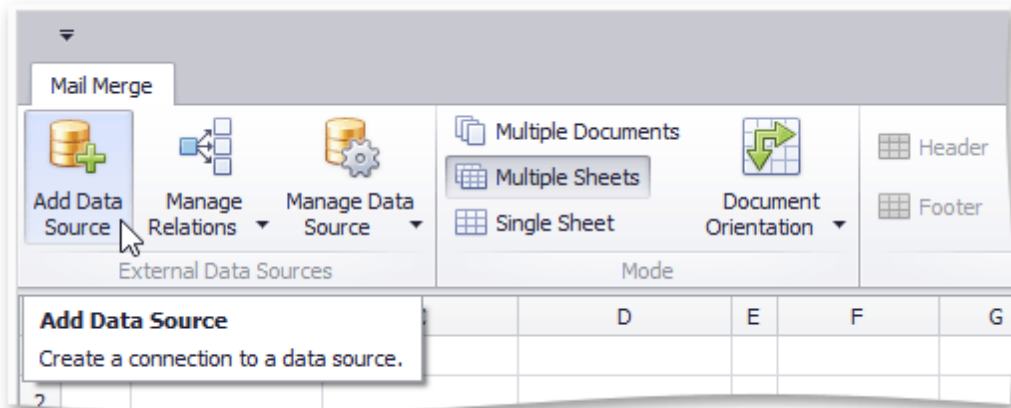 Mail Merge
Add Data
Source
Manage
Relations
Manage Data
Source
Multiple Documents
Multiple Sheets
Single Sheet
Document
Orientation
Header
Footer
External Data Sources
Mode
Add Data Source
Create a connection to a data source.
D
E
F
G
2